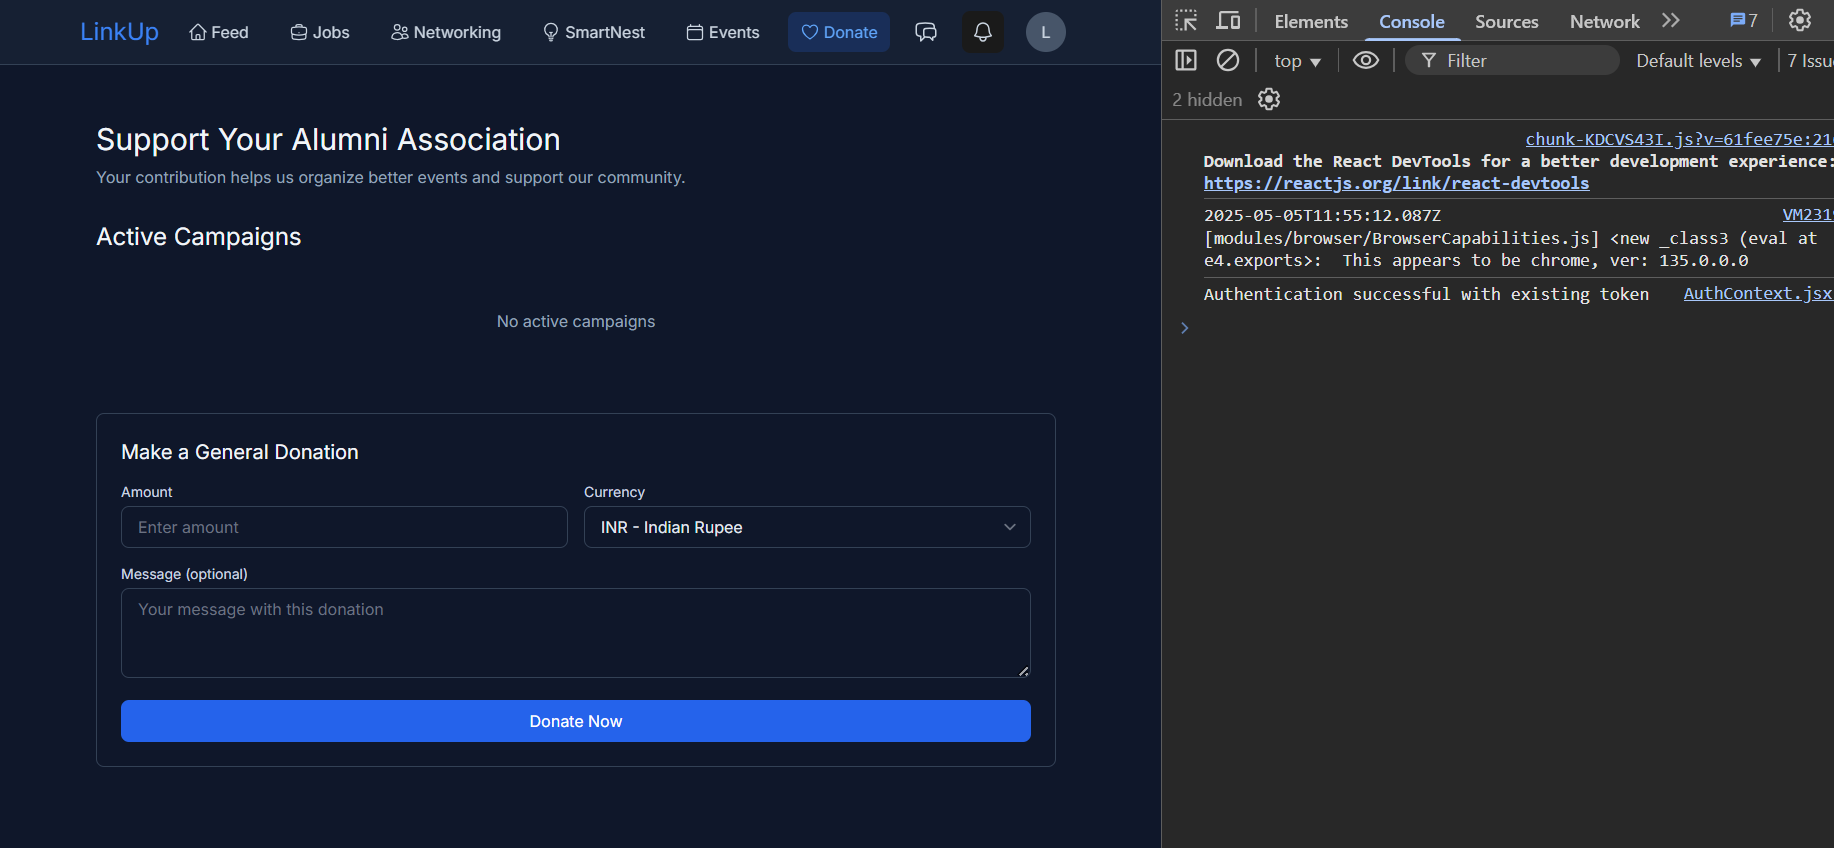 LinkUp Feed Jobs Networking SmartNest Events Donate L
Support Your Alumni Association
Your contribution helps us organize better events and support our community.
Active Campaigns
No active campaigns
Make a General Donation
Amount Currency
Enter amount INR - Indian Rupee
Message (optional)
Your message with this donation
Donate Now
Elements Console Sources Network 7
top Filter Default levels 7 Issu
2 hidden
chunk-KDCVS43I.js?v=61fee75e:21
Download the React DevTools for a better development experience:
https://reactjs.org/link/react-devtools
2025-05-05T11:55:12.087Z VM231
[modules/browser/BrowserCapabilities.js] <new _class3 (eval at
e4.exports>: This appears to be chrome, ver: 135.0.0.0
Authentication successful with existing token AuthContext.jsx